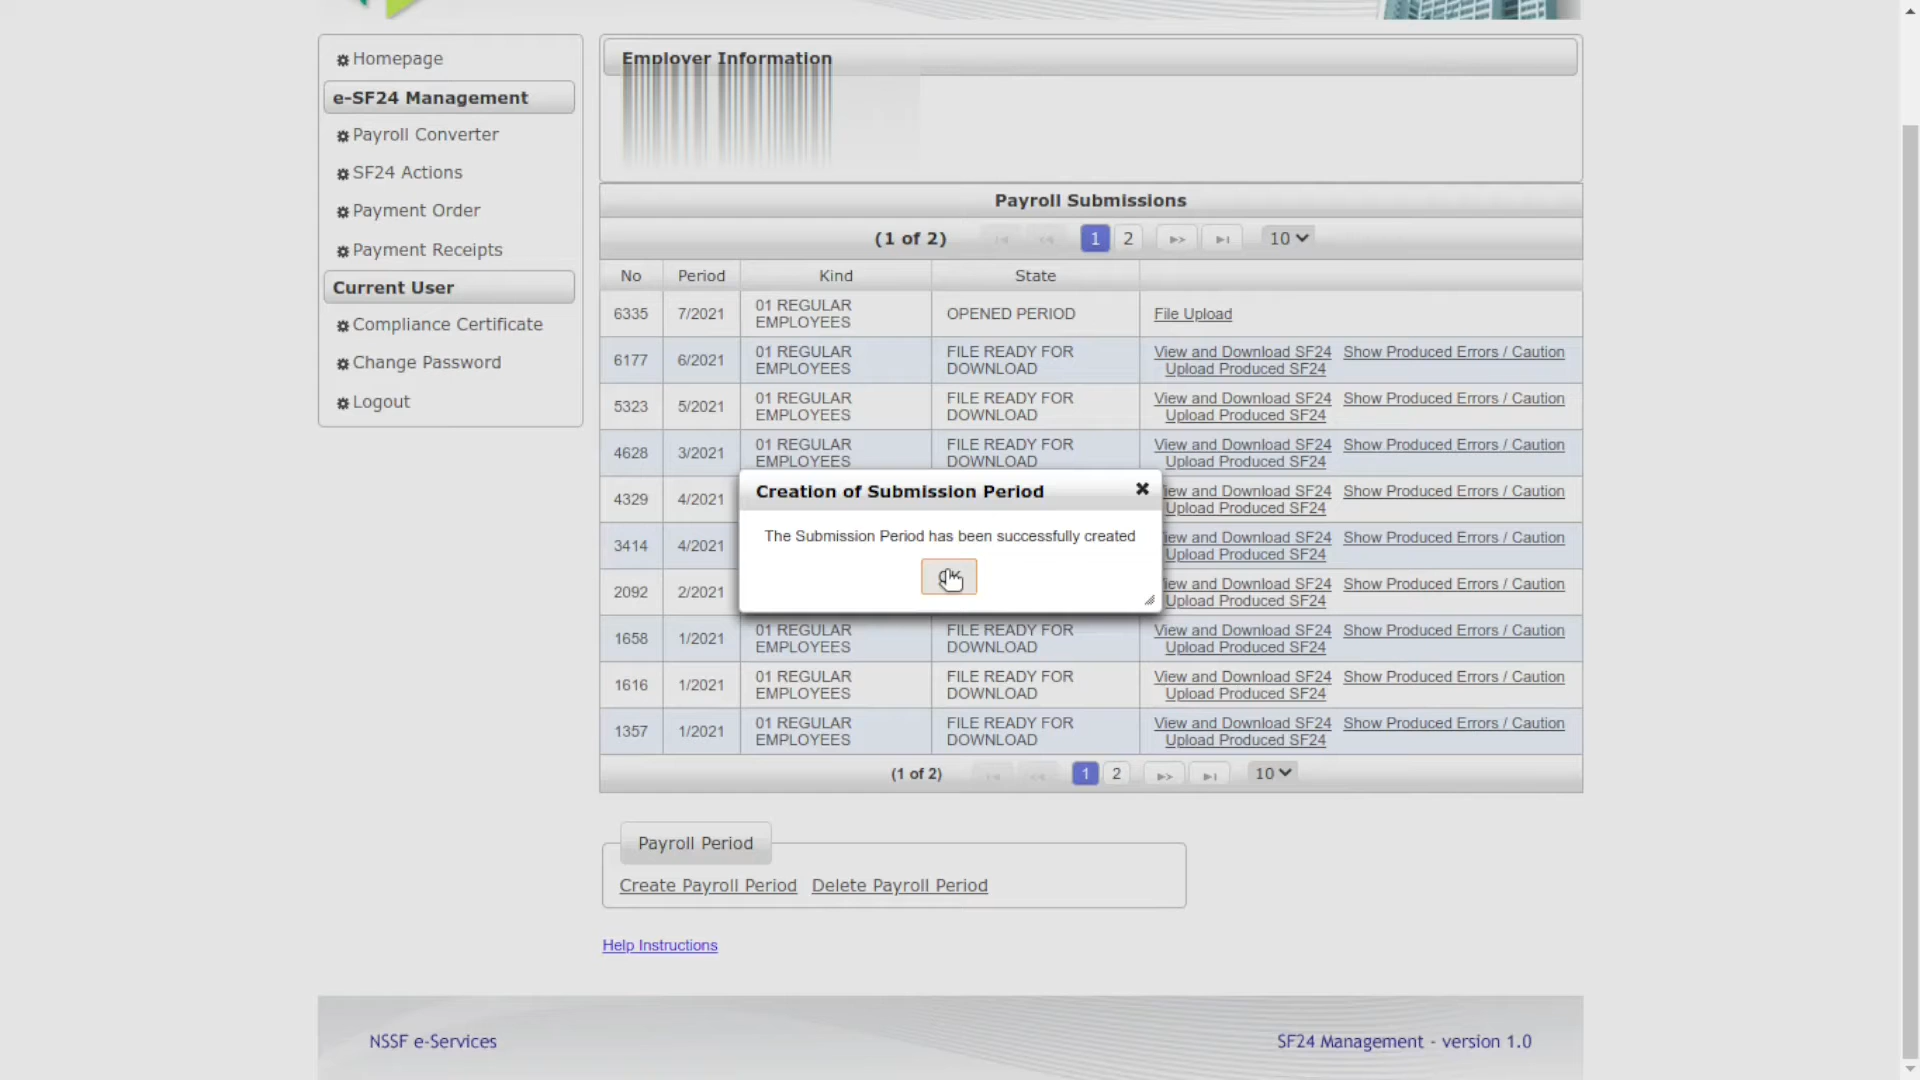 Homepage
e-SF24 Management
Payroll Converter
SF24 Actions
Payment Order
Payment Receipts
Current User
Compliance Certificate
Change Password
Logout
Employer Information
Payroll Submissions
(1 of 2) 1 2 10
No Period Kind State
6335 7/2021 01 REGULAR EMPLOYEES OPENED PERIOD File Upload
6177 6/2021 01 REGULAR EMPLOYEES FILE READY FOR DOWNLOAD View and Download SF24 Show Produced Errors / Caution
Upload Produced SF24
5323 5/2021 01 REGULAR EMPLOYEES FILE READY FOR DOWNLOAD View and Download SF24 Show Produced Errors / Caution
Upload Produced SF24
4628 3/2021 01 REGULAR EMPLOYEES FILE READY FOR DOWNLOAD View and Download SF24 Show Produced Errors / Caution
Upload Produced SF24
4329 4/2021 iew and Download SF24 Show Produced Errors / Caution
Upload Produced SF24
3414 4/2021 iew and Download SF24 Show Produced Errors / Caution
Upload Produced SF24
2092 2/2021 iew and Download SF24 Show Produced Errors / Caution
Upload Produced SF24
1658 1/2021 01 REGULAR EMPLOYEES FILE READY FOR DOWNLOAD View and Download SF24 Show Produced Errors / Caution
Upload Produced SF24
1616 1/2021 01 REGULAR EMPLOYEES FILE READY FOR DOWNLOAD View and Download SF24 Show Produced Errors / Caution
Upload Produced SF24
1357 1/2021 01 REGULAR EMPLOYEES FILE READY FOR DOWNLOAD View and Download SF24 Show Produced Errors / Caution
Upload Produced SF24
(1 of 2) 1 2 10
Creation of Submission Period
The Submission Period has been successfully created
Payroll Period
Create Payroll Period Delete Payroll Period
Help Instructions
NSSF e-Services
SF24 Management - version 1.0